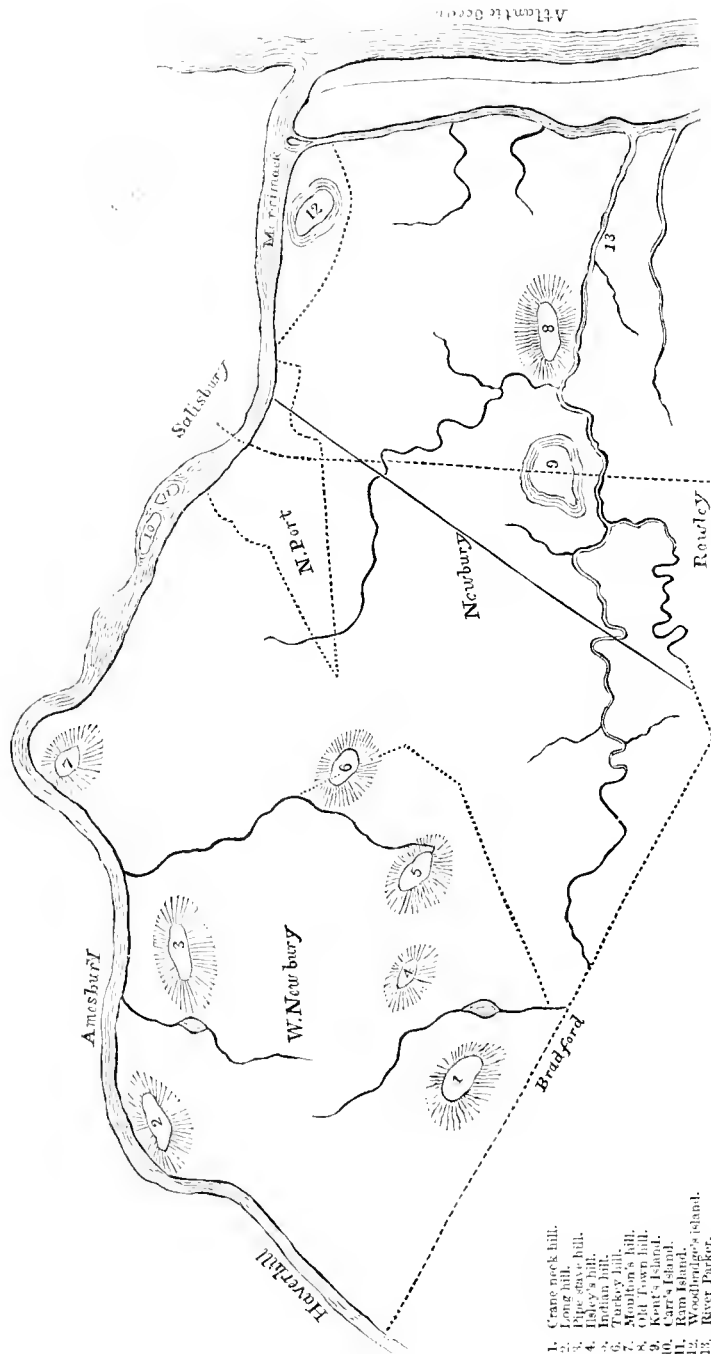 Atlantic Ocean
Merrimack
12
13
8
Salisbury
9
N Port
Newbury
Rowley
10
11
7
6
5
4
3
W. Newbury
Amesbury
1
2
Bradford
Haverhill
1. Crane neck hill.
2. Long hill.
3. Pipe stave hill.
4. Ilsley's hill.
5. Indian hill.
6. Turkey hill.
7. Moulton's hill.
8. Old Town hill.
9. Kent's Island.
10. Carr's Island.
11. Ram Island.
12. Woodbridge's island.
13. River Parker.